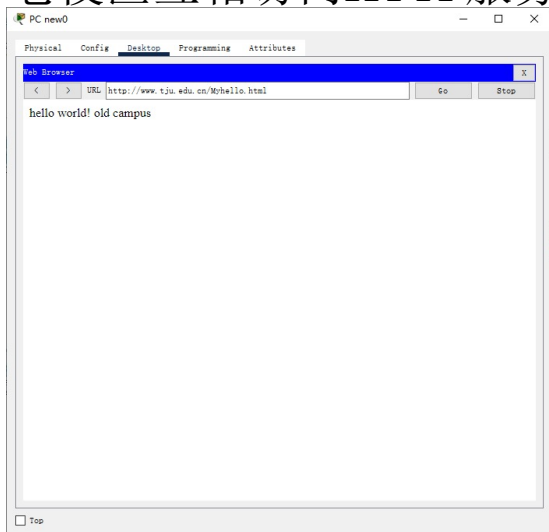 PC new0
Physical Config Desktop Programming Attributes
Web Browser X
< > URL http://www.tju.edu.cn/Myhello.html Go Stop
hello world! old campus
Top